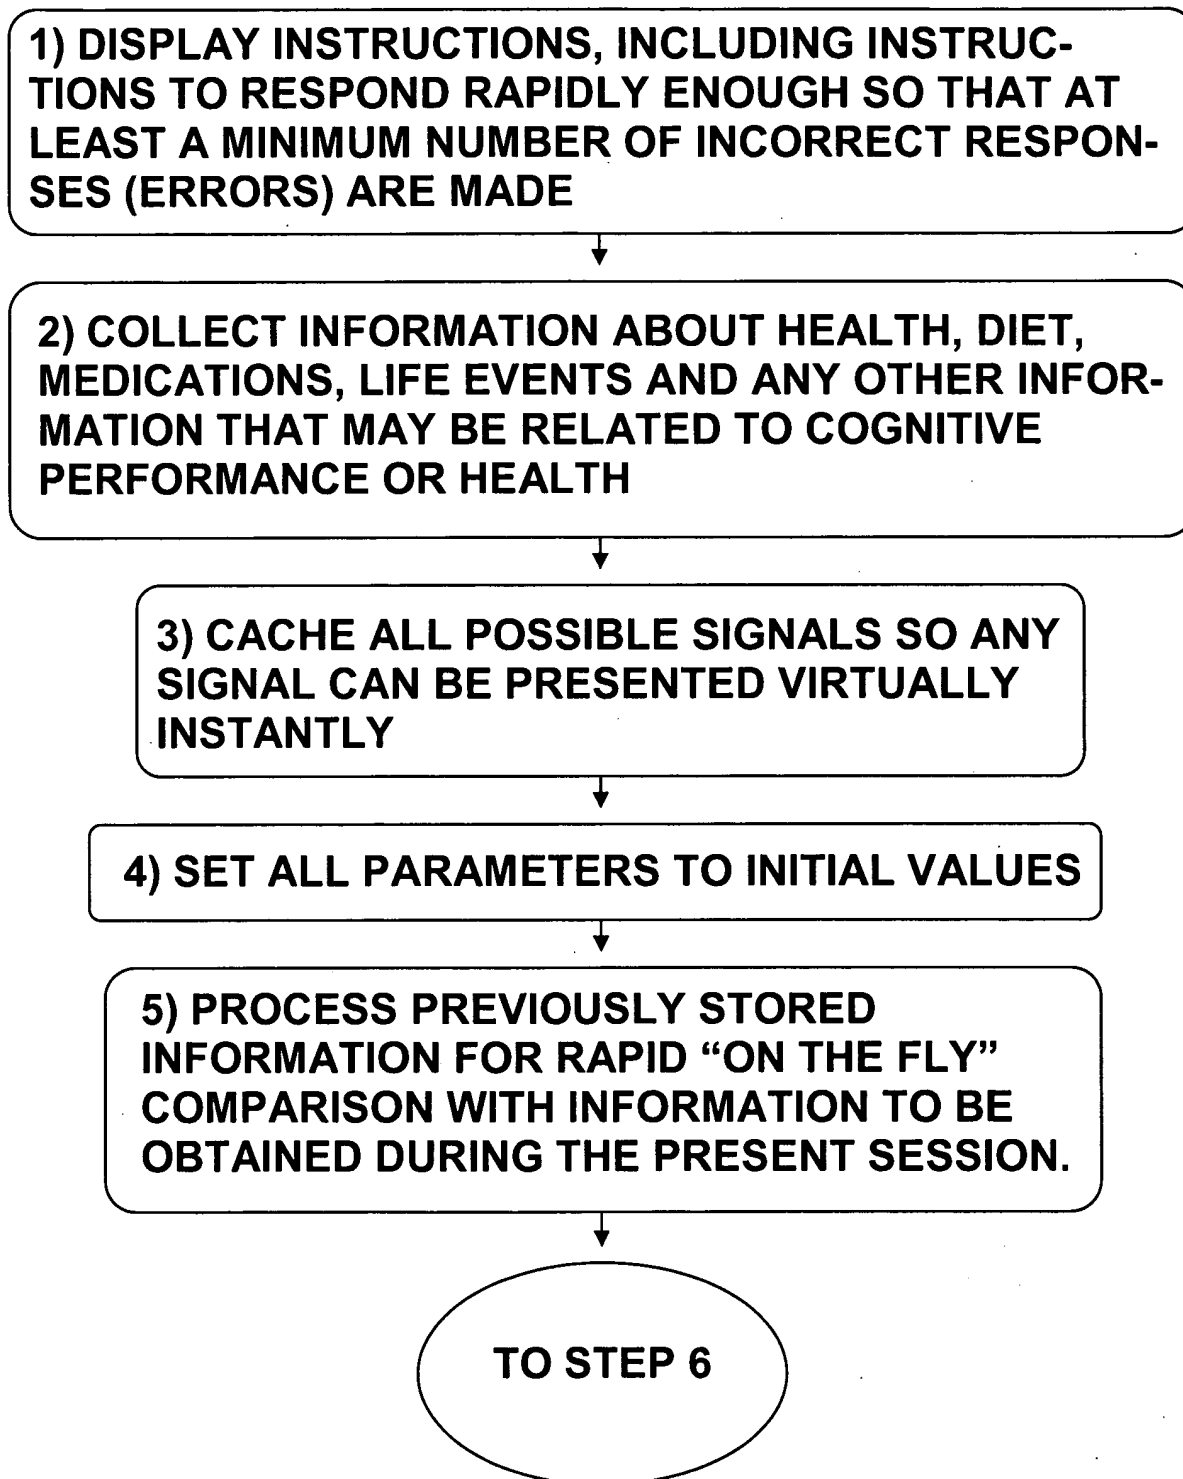 1) DISPLAY INSTRUCTIONS, INCLUDING INSTRUC-
TIONS TO RESPOND RAPIDLY ENOUGH SO THAT AT
LEAST A MINIMUM NUMBER OF INCORRECT RESPON-
SES (ERRORS) ARE MADE
2) COLLECT INFORMATION ABOUT HEALTH, DIET,
MEDICATIONS, LIFE EVENTS AND ANY OTHER INFOR-
MATION THAT MAY BE RELATED TO COGNITIVE
PERFORMANCE OR HEALTH
3) CACHE ALL POSSIBLE SIGNALS SO ANY
SIGNAL CAN BE PRESENTED VIRTUALLY
INSTANTLY
4) SET ALL PARAMETERS TO INITIAL VALUES
5) PROCESS PREVIOUSLY STORED
INFORMATION FOR RAPID “ON THE FLY”
COMPARISON WITH INFORMATION TO BE
OBTAINED DURING THE PRESENT SESSION.
TO STEP 6